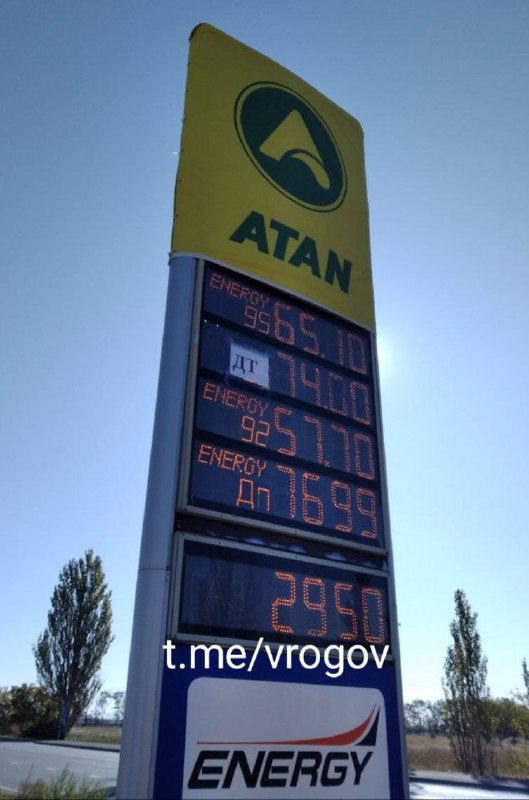 ATAN
ENERGY
95 65.10
ДТ 74.00
ENERGY
92 57.70
ENERGY
Дп 76.99
29.50
t.me/vrogov
ENERGY